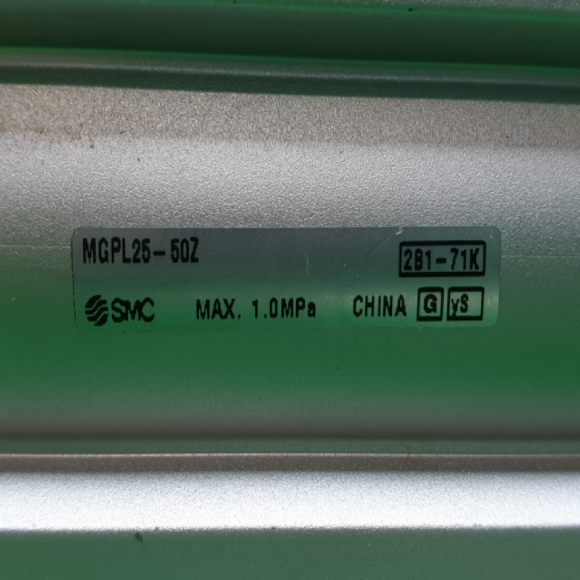 MGPL25-50Z
2B1-71K
SMC MAX. 1.0MPa CHINA G yS